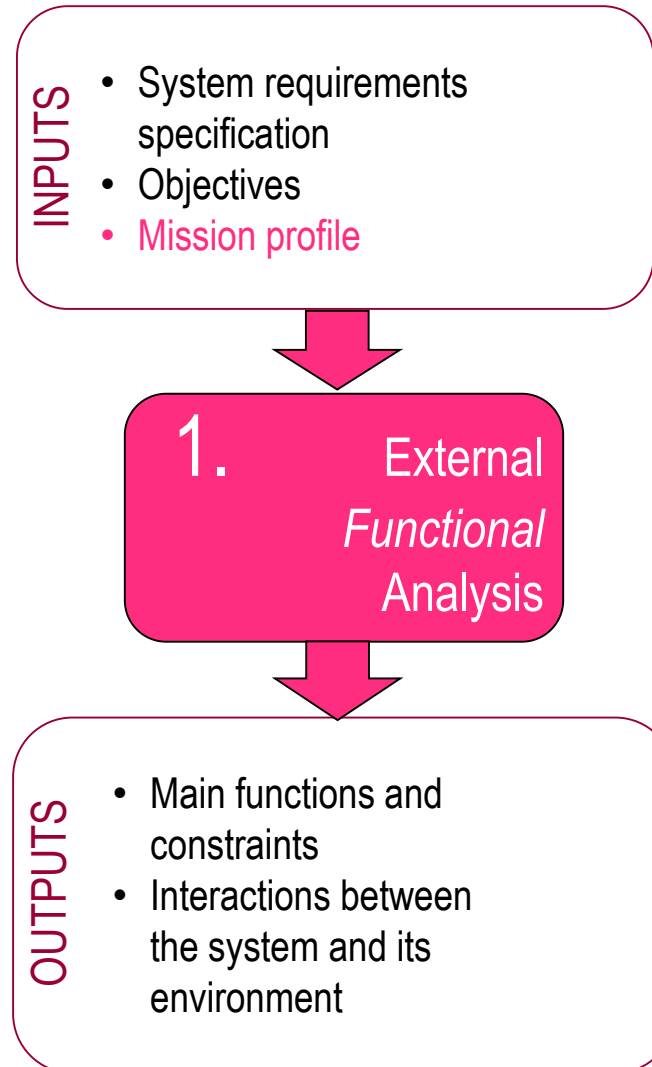 INPUTS
• System requirements
specification
• Objectives
• Mission profile
1. External
Functional
Analysis
OUTPUTS
• Main functions and
constraints
• Interactions between
the system and its
environment